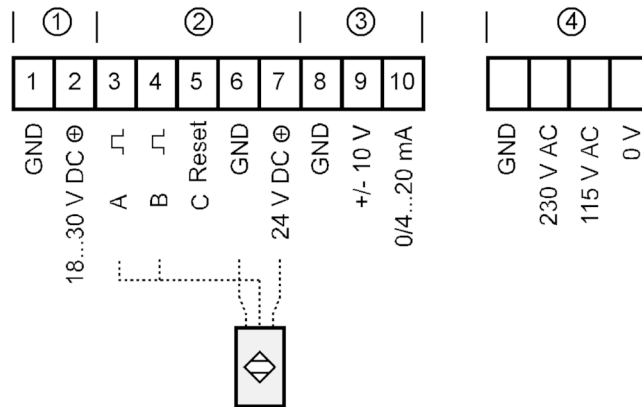 ① ② ③ ④
1 2 3 4 5 6 7 8 9 10
GND
18...30 V DC ⊕
A
B
C Reset
GND
24 V DC ⊕
GND
+/- 10 V
0/4...20 mA
GND
230 V AC
115 V AC
0 V